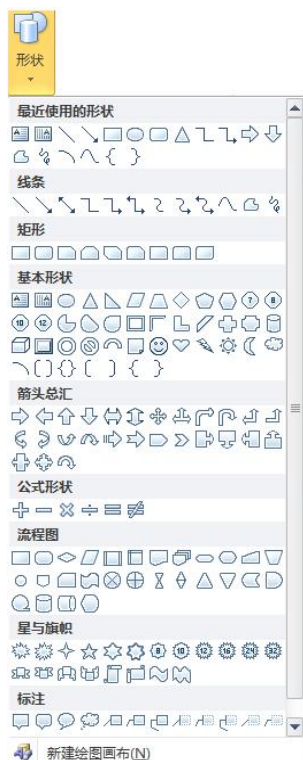 形状
最近使用的形状
线条
矩形
基本形状
箭头总汇
公式形状
流程图
星与旗帜
标注
新建绘图画布(N)